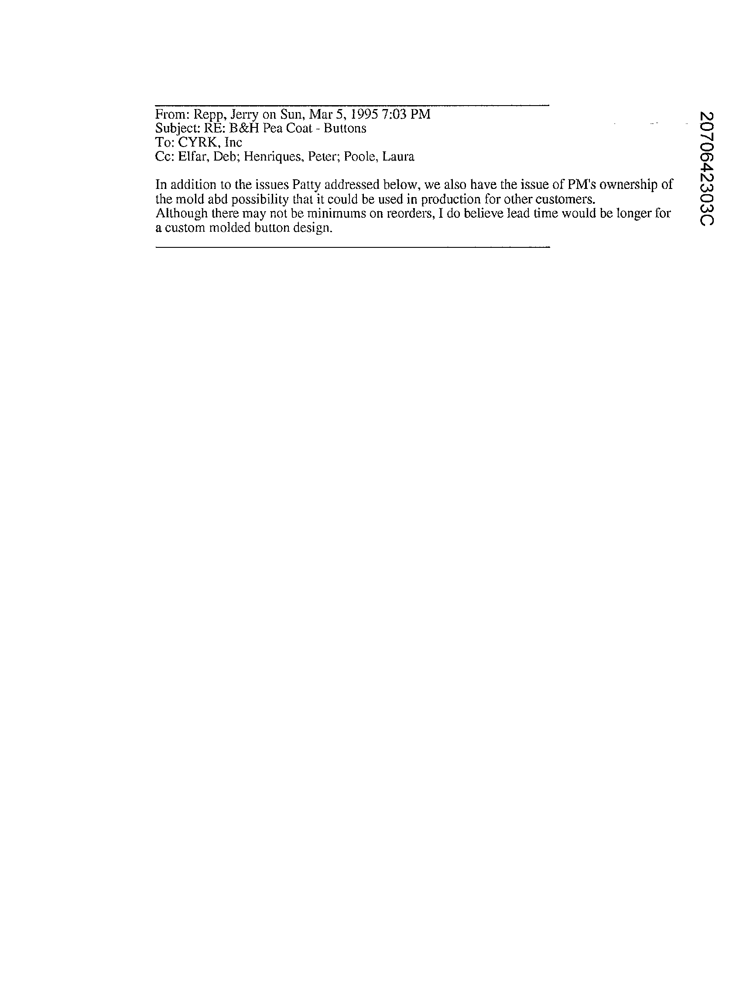 From: Repp, Jerry on Sun, Mar 5, 1995 7:03 PM
Subject: RE: B&H Pea Coat - Buttons
To: CYRK, Inc
Cc: Elfar, Deb; Henriques, Peter; Poole, Laura
In addition to the issues Patty addressed below, we also have the issue of PM's ownership of
the mold abd possibility that it could be used in production for other customers.
Although there may not be minimums on reorders, I do believe lead time would be longer for
a custom molded button design.
2070642303C